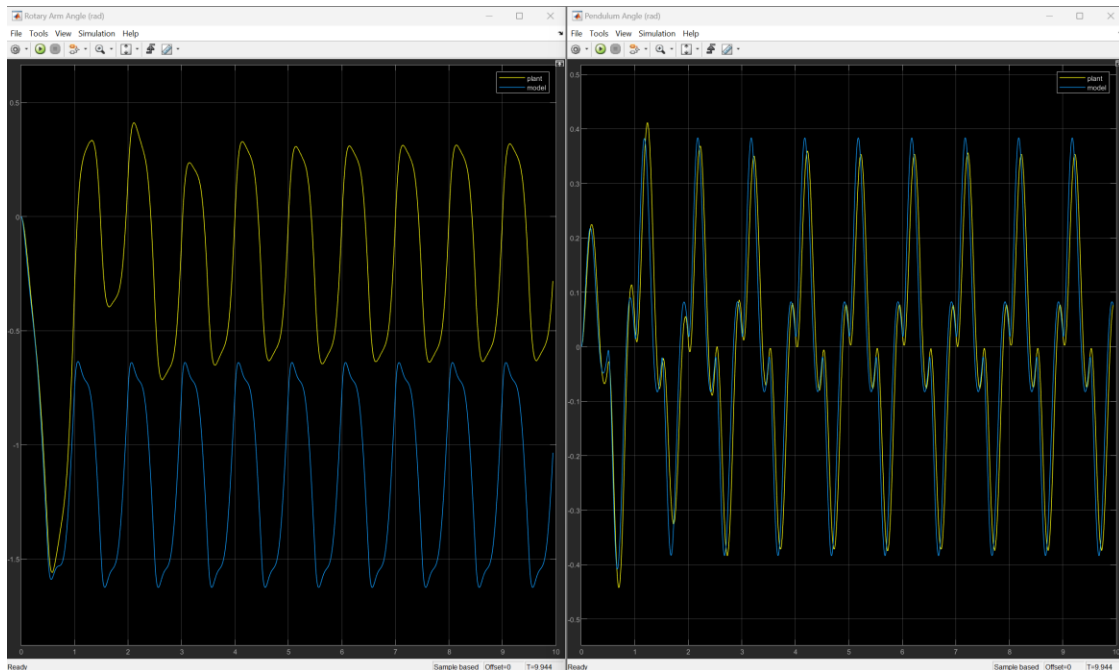 Rotary Arm Angle (rad)
File Tools View Simulation Help
plant
model
0.5
0
-0.5
-1
-1.5
0 1 2 3 4 5 6 7 8 9 10
Ready
Sample based Offset=0 T=9.944
Pendulum Angle (rad)
File Tools View Simulation Help
plant
model
0.5
0.4
0.3
0.2
0.1
0
-0.1
-0.2
-0.3
-0.4
-0.5
0 1 2 3 4 5 6 7 8 9 10
Ready
Sample based Offset=0 T=9.944